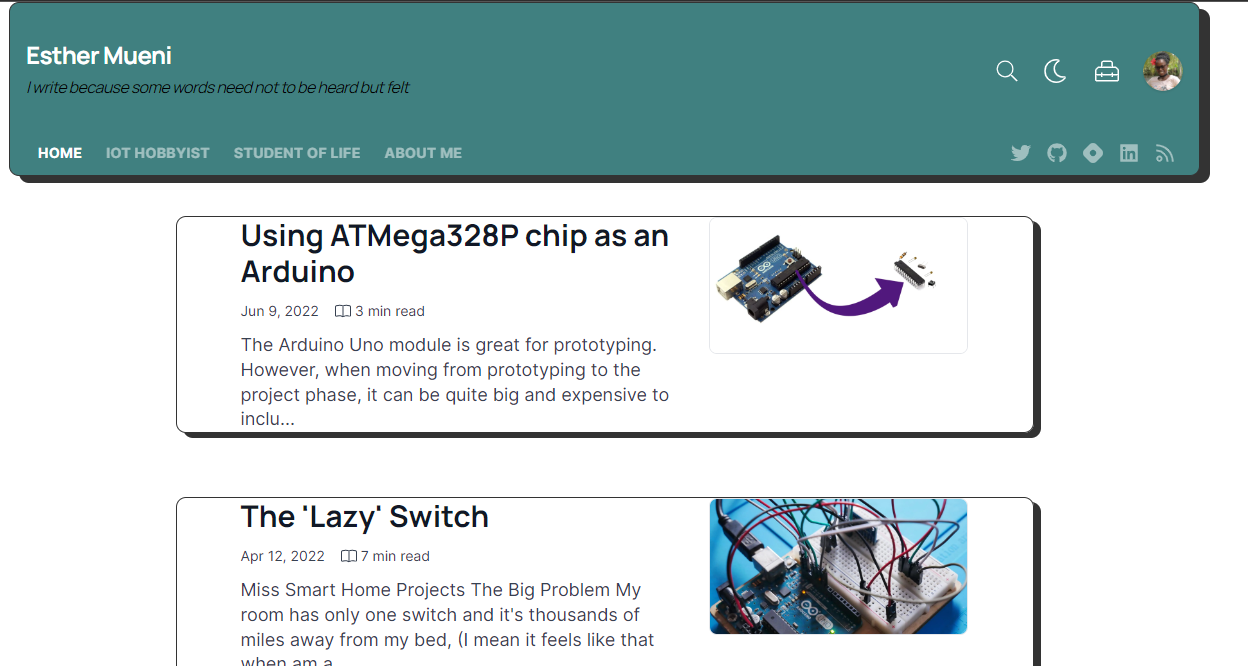 Esther Mueni
I write because some words need not to be heard but felt
HOME IOT HOBBYIST STUDENT OF LIFE ABOUT ME
Using ATMega328P chip as an
Arduino
Jun 9, 2022 3 min read
The Arduino Uno module is great for prototyping.
However, when moving from prototyping to the
project phase, it can be quite big and expensive to
inclu...
The 'Lazy' Switch
Apr 12, 2022 7 min read
Miss Smart Home Projects The Big Problem My
room has only one switch and it's thousands of
miles away from my bed, (I mean it feels like that
when am a